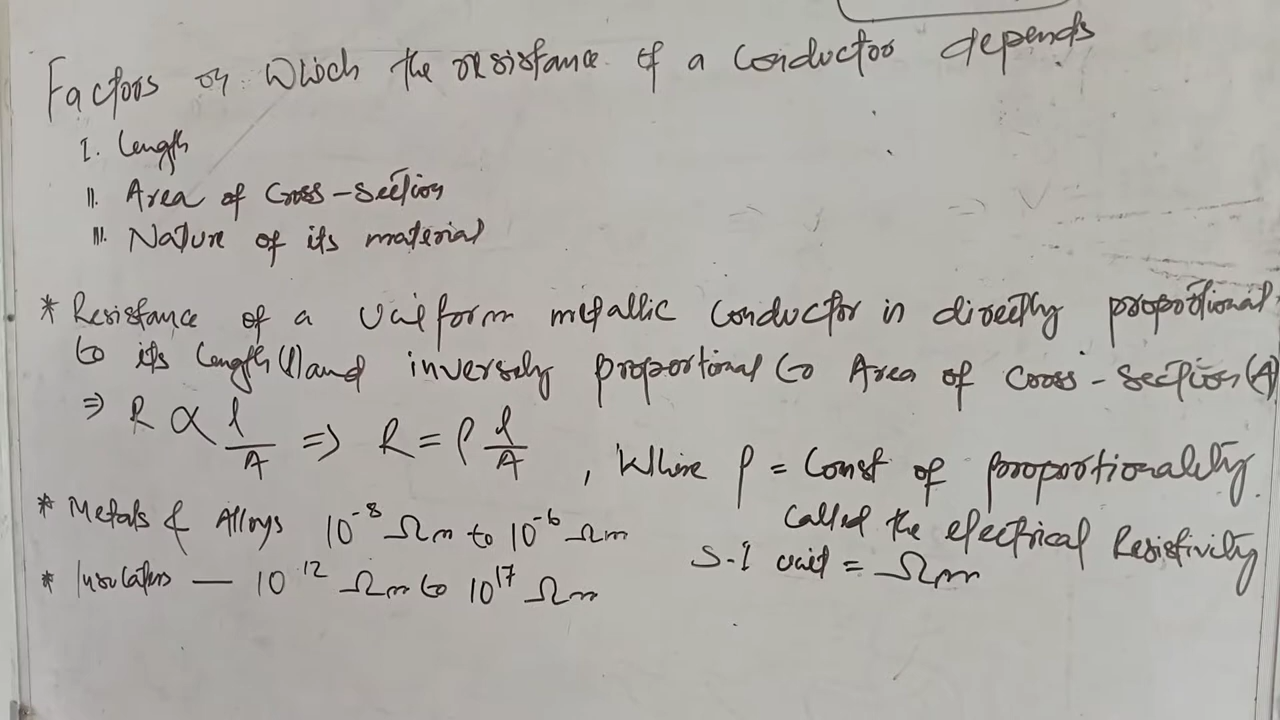 Factors on which the resistance of a conductor depends
I. Length
II. Area of Cross-Section
III. Nature of its material
* Resistance of a Uniform metallic conductor is directly proportional
to its length (l) and inversely proportional to Area of Cross-Section (A)
⇒ R ∝ l/A ⇒ R = ρ l/A , Where ρ = Const of proportionality
called the electrical Resistivity
* Metals & Alloys 10⁻⁸ Ωm to 10⁻⁶ Ωm
S.I unit = Ωm
* Insulators — 10¹² Ωm to 10¹⁷ Ωm